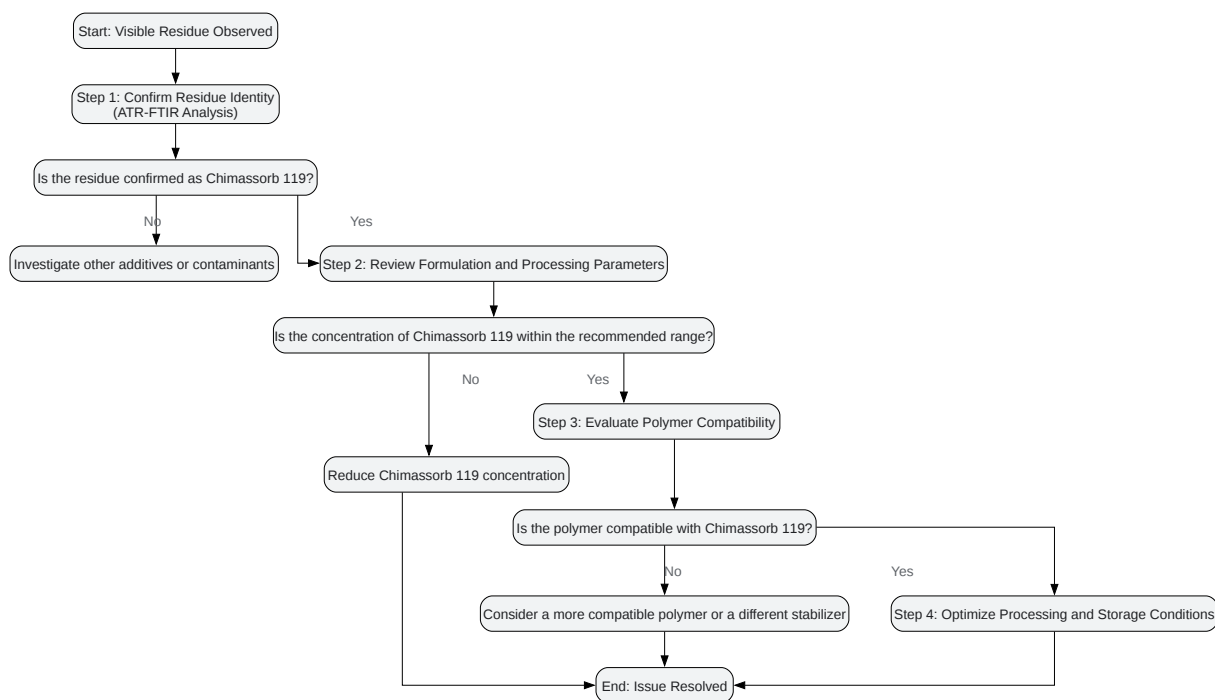 Start: Visible Residue Observed
Step 1: Confirm Residue Identity
(ATR-FTIR Analysis)
Is the residue confirmed as Chimassorb 119?
No
Yes
Investigate other additives or contaminants
Step 2: Review Formulation and Processing Parameters
Is the concentration of Chimassorb 119 within the recommended range?
No
Yes
Step 3: Evaluate Polymer Compatibility
Reduce Chimassorb 119 concentration
Is the polymer compatible with Chimassorb 119?
No
Yes
Consider a more compatible polymer or a different stabilizer
Step 4: Optimize Processing and Storage Conditions
End: Issue Resolved